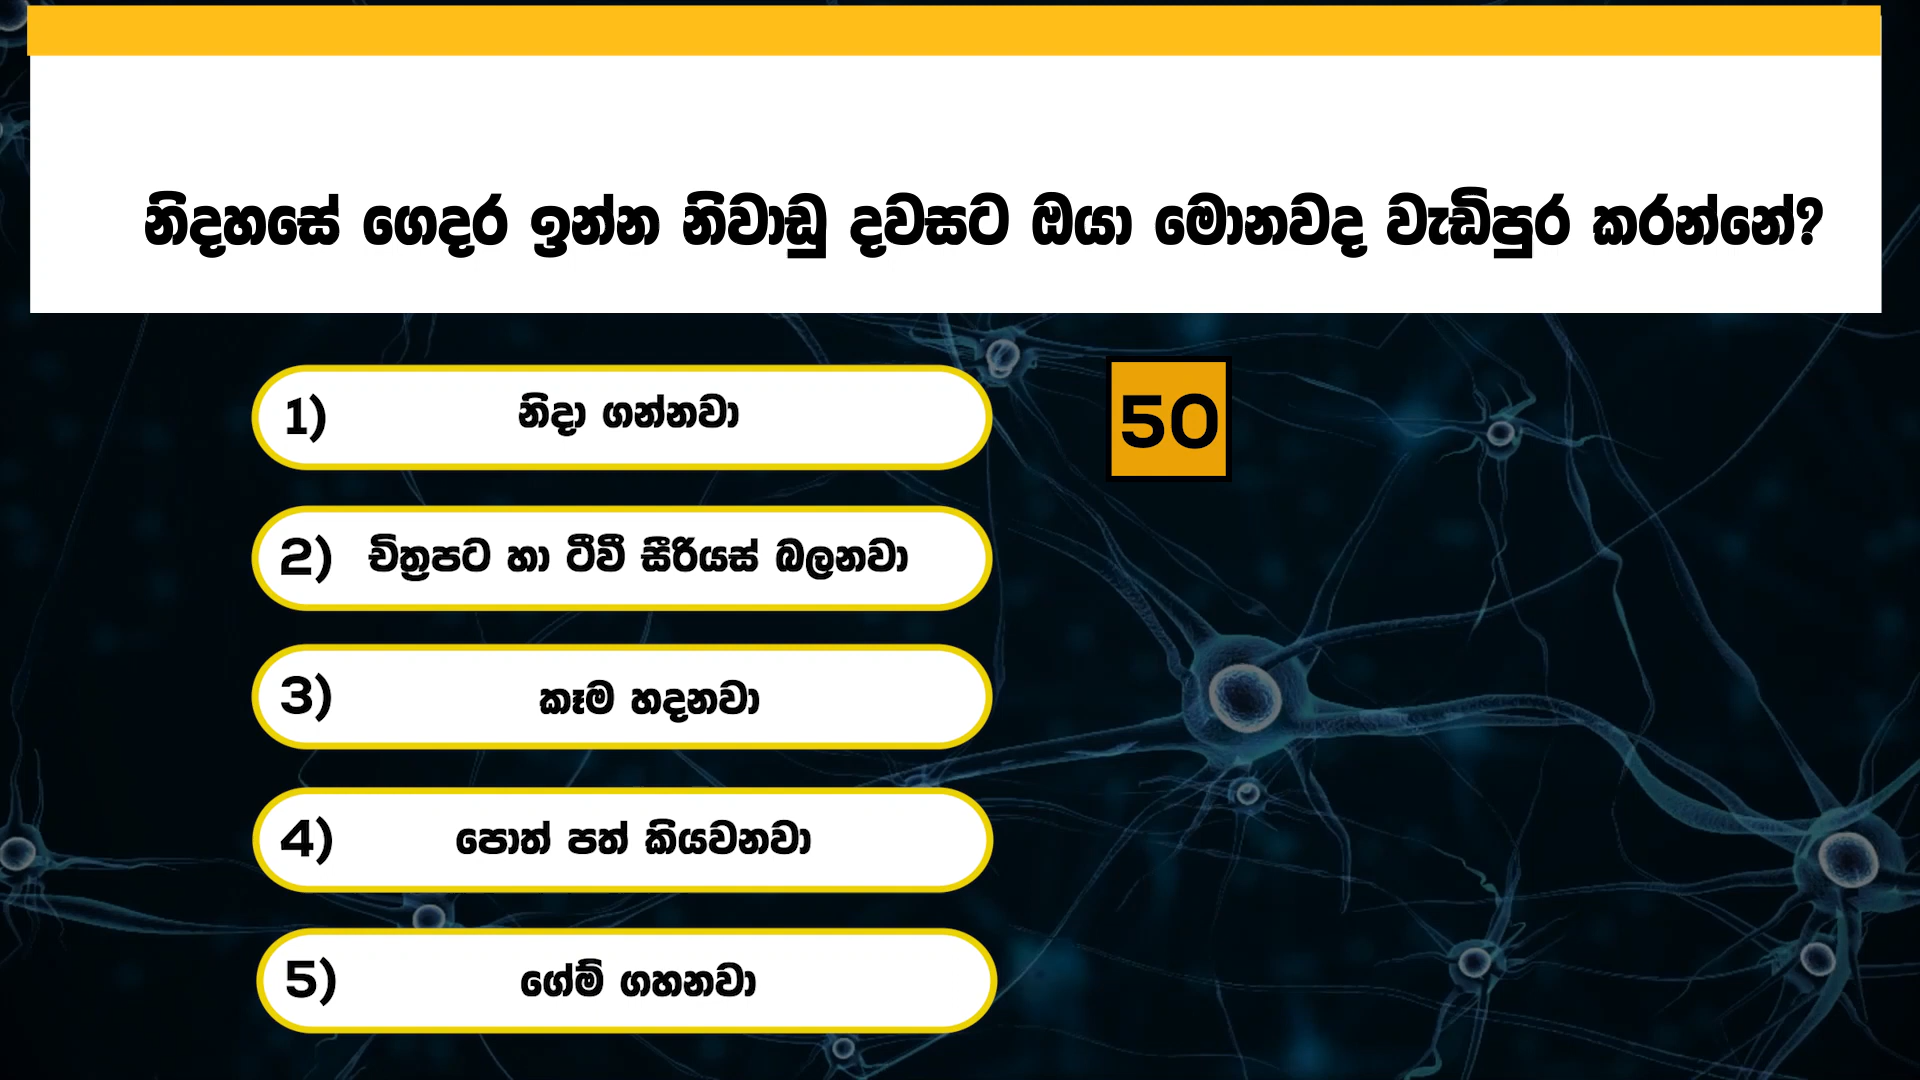 නිදහසේ ගෙදර ඉන්න නිවාඩු දවසට ඔයා මොනවද වැඩිපුර කරන්නේ?
1) නිදා ගන්නවා
50
2) චිත්‍රපට හා ටීවී සීරියස් බලනවා
3) කෑම හදනවා
4) පොත් පත් කියවනවා
5) ගේම් ගහනවා